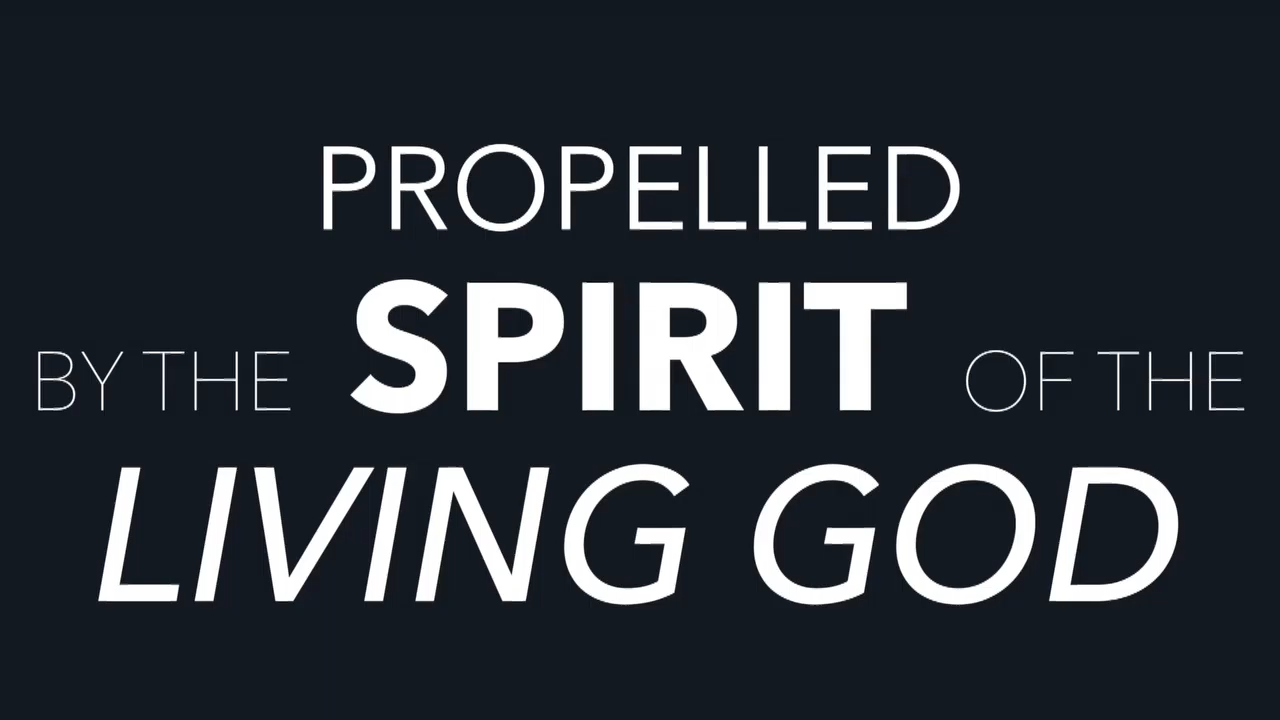 PROPELLED
BY THE SPIRIT OF THE
LIVING GOD